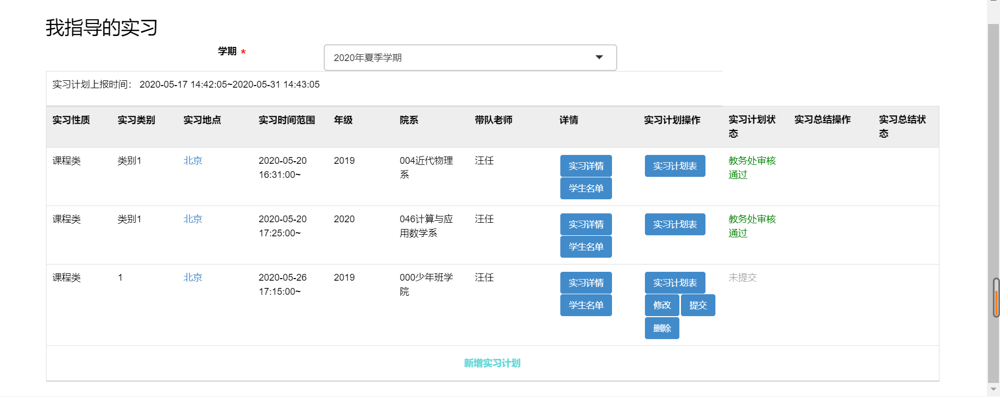 我指导的实习
学期 *
2020年夏季学期
实习计划上报时间： 2020-05-17 14:42:05~2020-05-31 14:43:05
实习性质 实习类别 实习地点 实习时间范围 年级 院系 带队老师 详情 实习计划操作 实习计划状态 实习总结操作 实习总结状态
课程类 类别1 北京 2020-05-20 2019 004近代物理 汪任 实习详情 实习计划表 教务处审核
16:31:00~ 系 学生名单 通过
课程类 类别1 北京 2020-05-20 2020 046计算与应 汪任 实习详情 实习计划表 教务处审核
17:25:00~ 用数学系 学生名单 通过
课程类 1 北京 2020-05-26 2019 000少年班学 汪任 实习详情 实习计划表 未提交
17:15:00~ 院 学生名单 修改 提交
删除
新增实习计划